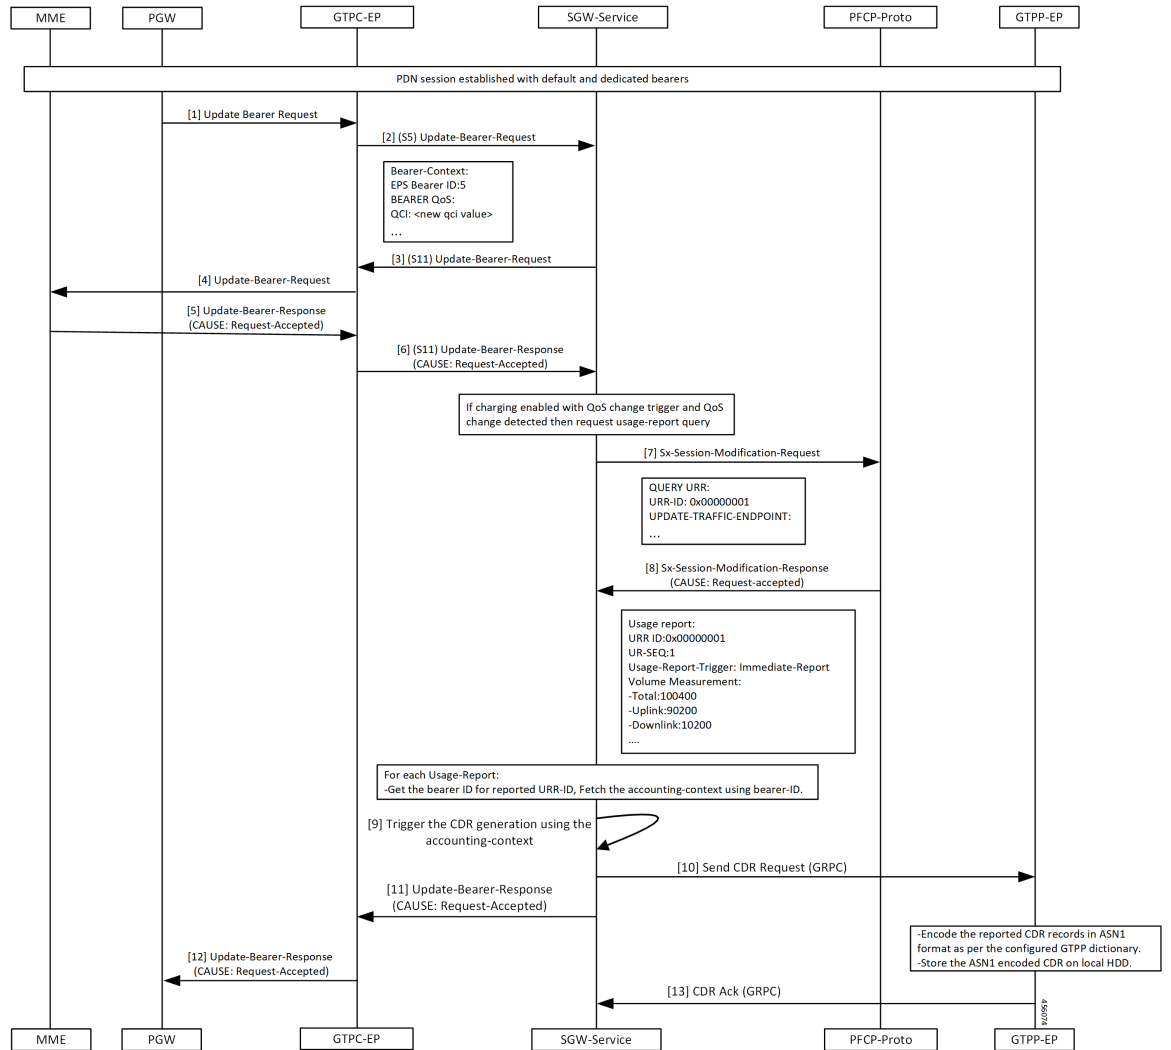 MME
PGW
GTPC-EP
SGW-Service
PFCP-Proto
GTPP-EP
PDN session established with default and dedicated bearers
[1] Update Bearer Request
[2] (S5) Update-Bearer-Request
Bearer-Context:
EPS Bearer ID:5
BEARER QoS:
QCI: <new qci value>
...
[3] (S11) Update-Bearer-Request
[4] Update-Bearer-Request
[5] Update-Bearer-Response
(CAUSE: Request-Accepted)
[6] (S11) Update-Bearer-Response
(CAUSE: Request-Accepted)
If charging enabled with QoS change trigger and QoS
change detected then request usage-report query
[7] Sx-Session-Modification-Request
QUERY URR:
URR-ID: 0x00000001
UPDATE-TRAFFIC-ENDPOINT:
...
[8] Sx-Session-Modification-Response
(CAUSE: Request-accepted)
Usage report:
URR ID:0x00000001
UR-SEQ:1
Usage-Report-Trigger: Immediate-Report
Volume Measurement:
-Total:100400
-Uplink:90200
-Downlink:10200
....
For each Usage-Report:
-Get the bearer ID for reported URR-ID, Fetch the accounting-context using bearer-ID.
[9] Trigger the CDR generation using the
accounting-context
[10] Send CDR Request (GRPC)
[11] Update-Bearer-Response
(CAUSE: Request-Accepted)
-Encode the reported CDR records in ASN1
format as per the configured GTPP dictionary.
-Store the ASN1 encoded CDR on local HDD.
[12] Update-Bearer-Response
(CAUSE: Request-Accepted)
[13] CDR Ack (GRPC)
456074
MME
PGW
GTPC-EP
SGW-Service
PFCP-Proto
GTPP-EP